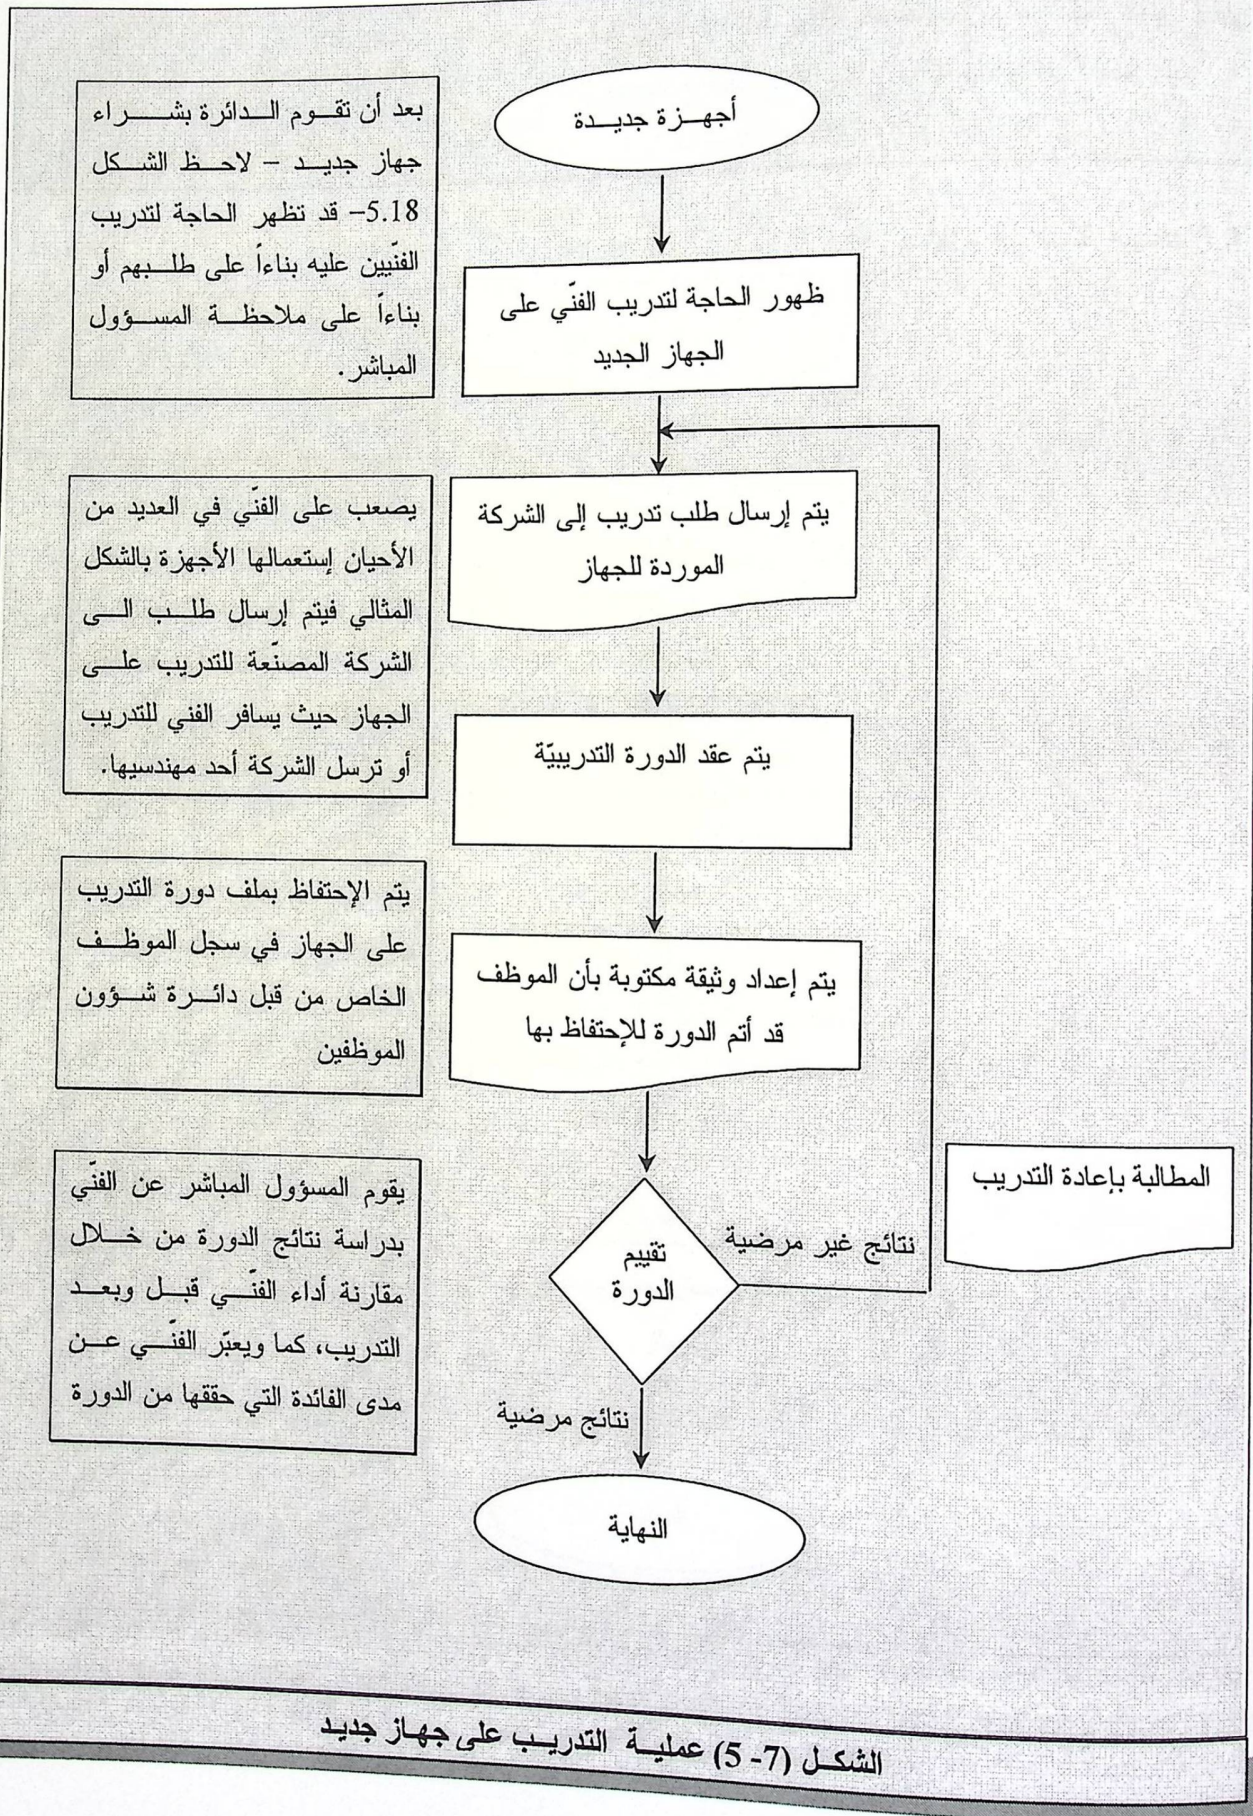 أجهزة جديدة
بعد أن تقوم الدائرة بشراء
جهاز جديد – لاحظ الشكل
5.18– قد تظهر الحاجة لتدريب
الفنّيين عليه بناءاً على طلبهم أو
بناءاً على ملاحظة المسؤول
المباشر.
ظهور الحاجة لتدريب الفنّي على
الجهاز الجديد
يتم إرسال طلب تدريب إلى الشركة
الموردة للجهاز
يصعب على الفنّي في العديد من
الأحيان إستعمالها الأجهزة بالشكل
المثالي فيتم إرسال طلب الى
الشركة المصنّعة للتدريب على
الجهاز حيث يسافر الفني للتدريب
أو ترسل الشركة أحد مهندسيها.
يتم عقد الدورة التدريبيّة
يتم إعداد وثيقة مكتوبة بأن الموظف
قد أتم الدورة للإحتفاظ بها
يتم الإحتفاظ بملف دورة التدريب
على الجهاز في سجل الموظف
الخاص من قبل دائرة شؤون
الموظفين
المطالبة بإعادة التدريب
نتائج غير مرضية
تقييم
الدورة
يقوم المسؤول المباشر عن الفنّي
بدراسة نتائج الدورة من خلال
مقارنة أداء الفنّي قبل وبعد
التدريب، كما ويعبّر الفنّي عن
مدى الفائدة التي حققها من الدورة
نتائج مرضية
النهاية
الشكل (7- 5) عملية التدريب على جهاز جديد